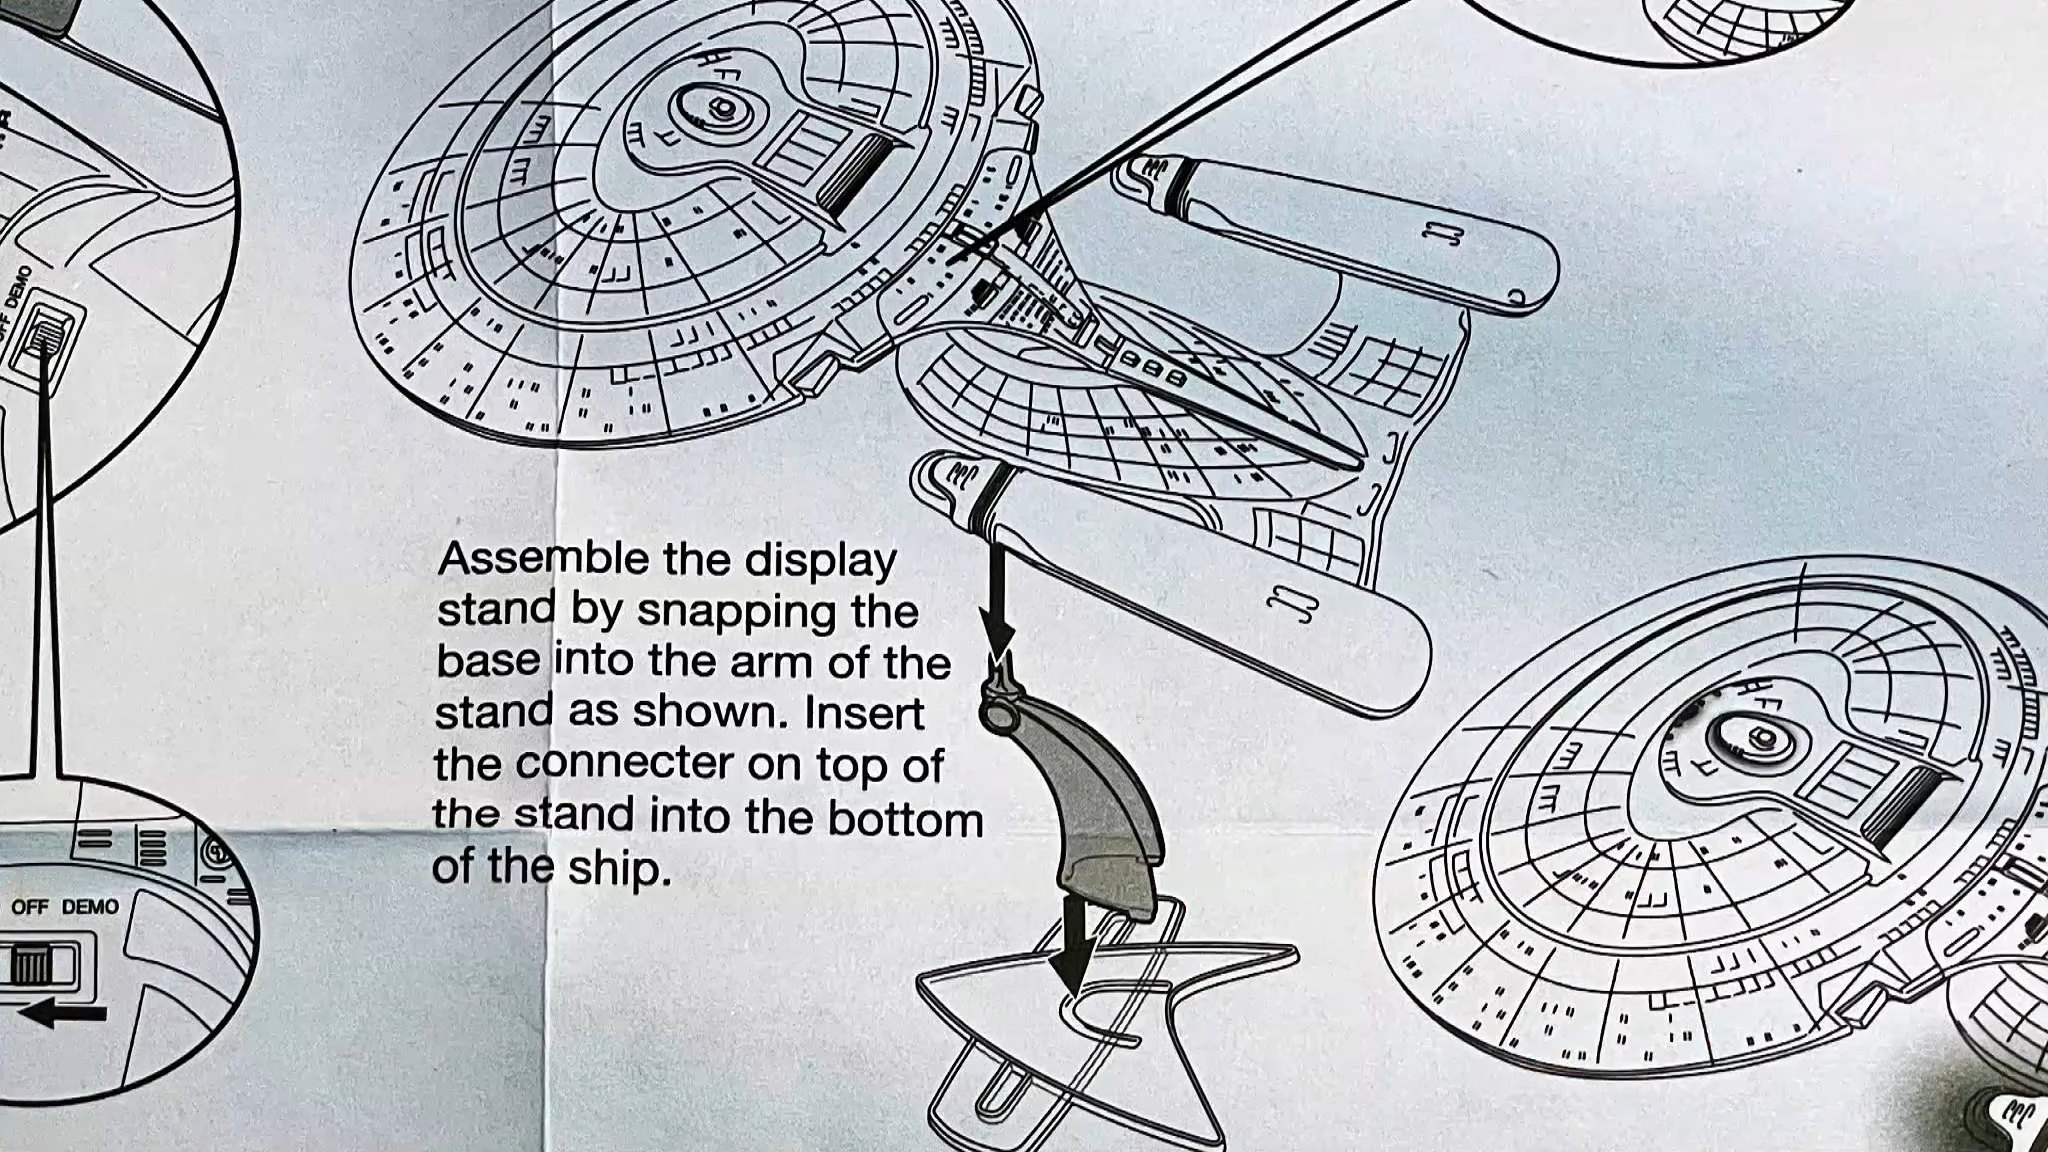 OFF DEMO
Assemble the display
stand by snapping the
base into the arm of the
stand as shown. Insert
the connecter on top of
the stand into the bottom
of the ship.
OFF DEMO